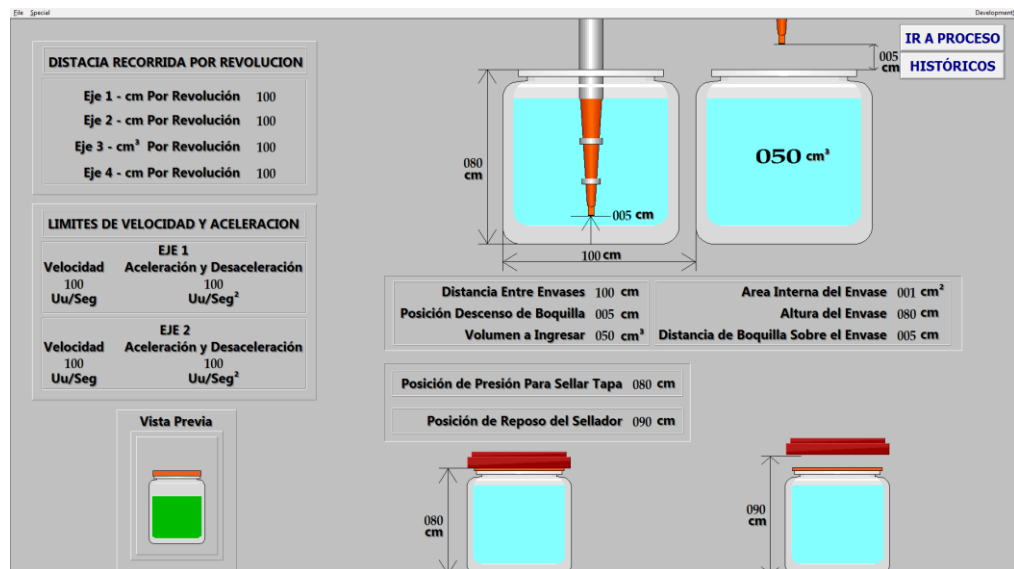 File Special
Development
IR A PROCESO
HISTÓRICOS
DISTACIA RECORRIDA POR REVOLUCION
Eje 1 - cm Por Revolución 100
Eje 2 - cm Por Revolución 100
Eje 3 - cm³ Por Revolución 100
Eje 4 - cm Por Revolución 100
LIMITES DE VELOCIDAD Y ACELERACION
EJE 1
Velocidad Aceleración y Desaceleración
100 100
Uu/Seg Uu/Seg²
EJE 2
Velocidad Aceleración y Desaceleración
100 100
Uu/Seg Uu/Seg²
Vista Previa
005
cm
080
cm
050 cm³
005 cm
100 cm
Distancia Entre Envases 100 cm
Posición Descenso de Boquilla 005 cm
Volumen a Ingresar 050 cm³
Area Interna del Envase 001 cm²
Altura del Envase 080 cm
Distancia de Boquilla Sobre el Envase 005 cm
Posición de Presión Para Sellar Tapa 080 cm
Posición de Reposo del Sellador 090 cm
080
cm
090
cm